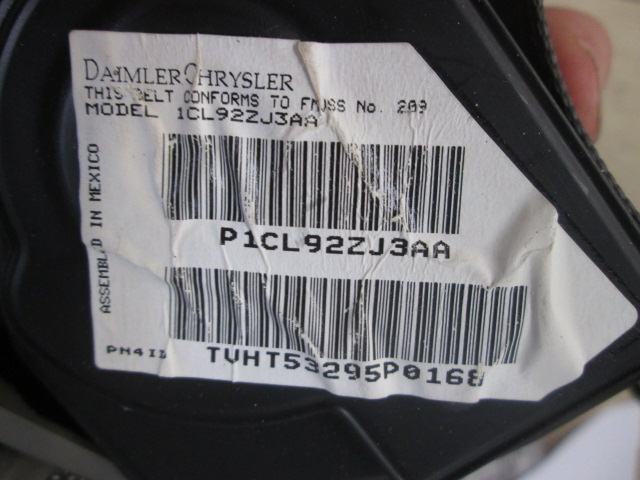 DAIMLERCHRYSLER
THIS BELT CONFORMS TO FMVSS No. 209
MODEL 1CL92ZJ3AA
ASSEMBLED IN MEXICO
P1CL92ZJ3AA
TVHT53295P0168